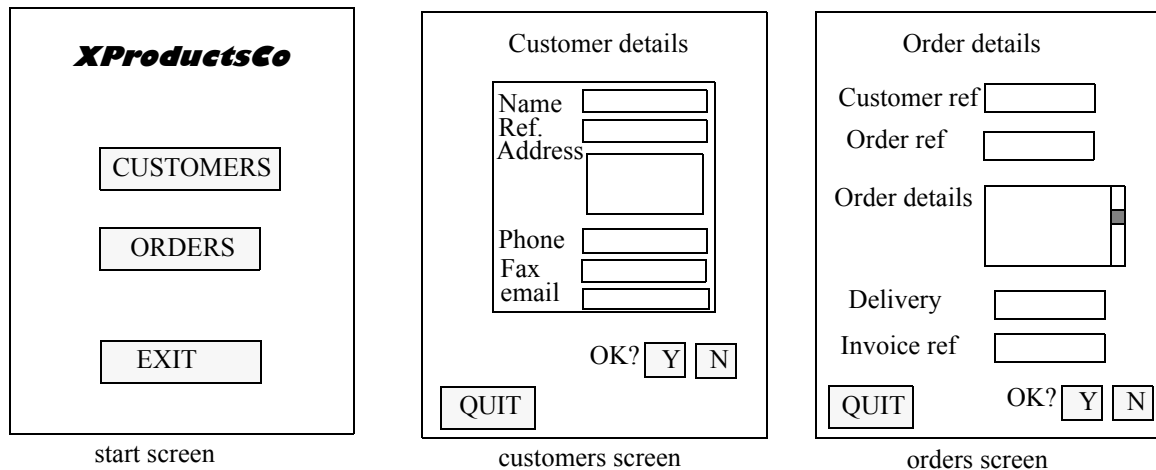 XProductsCo
CUSTOMERS
ORDERS
EXIT
start screen
Customer details
Name
Ref.
Address
Phone
Fax
email
OK? Y N
QUIT
customers screen
Order details
Customer ref
Order ref
Order details
Delivery
Invoice ref
QUIT OK? Y N
orders screen